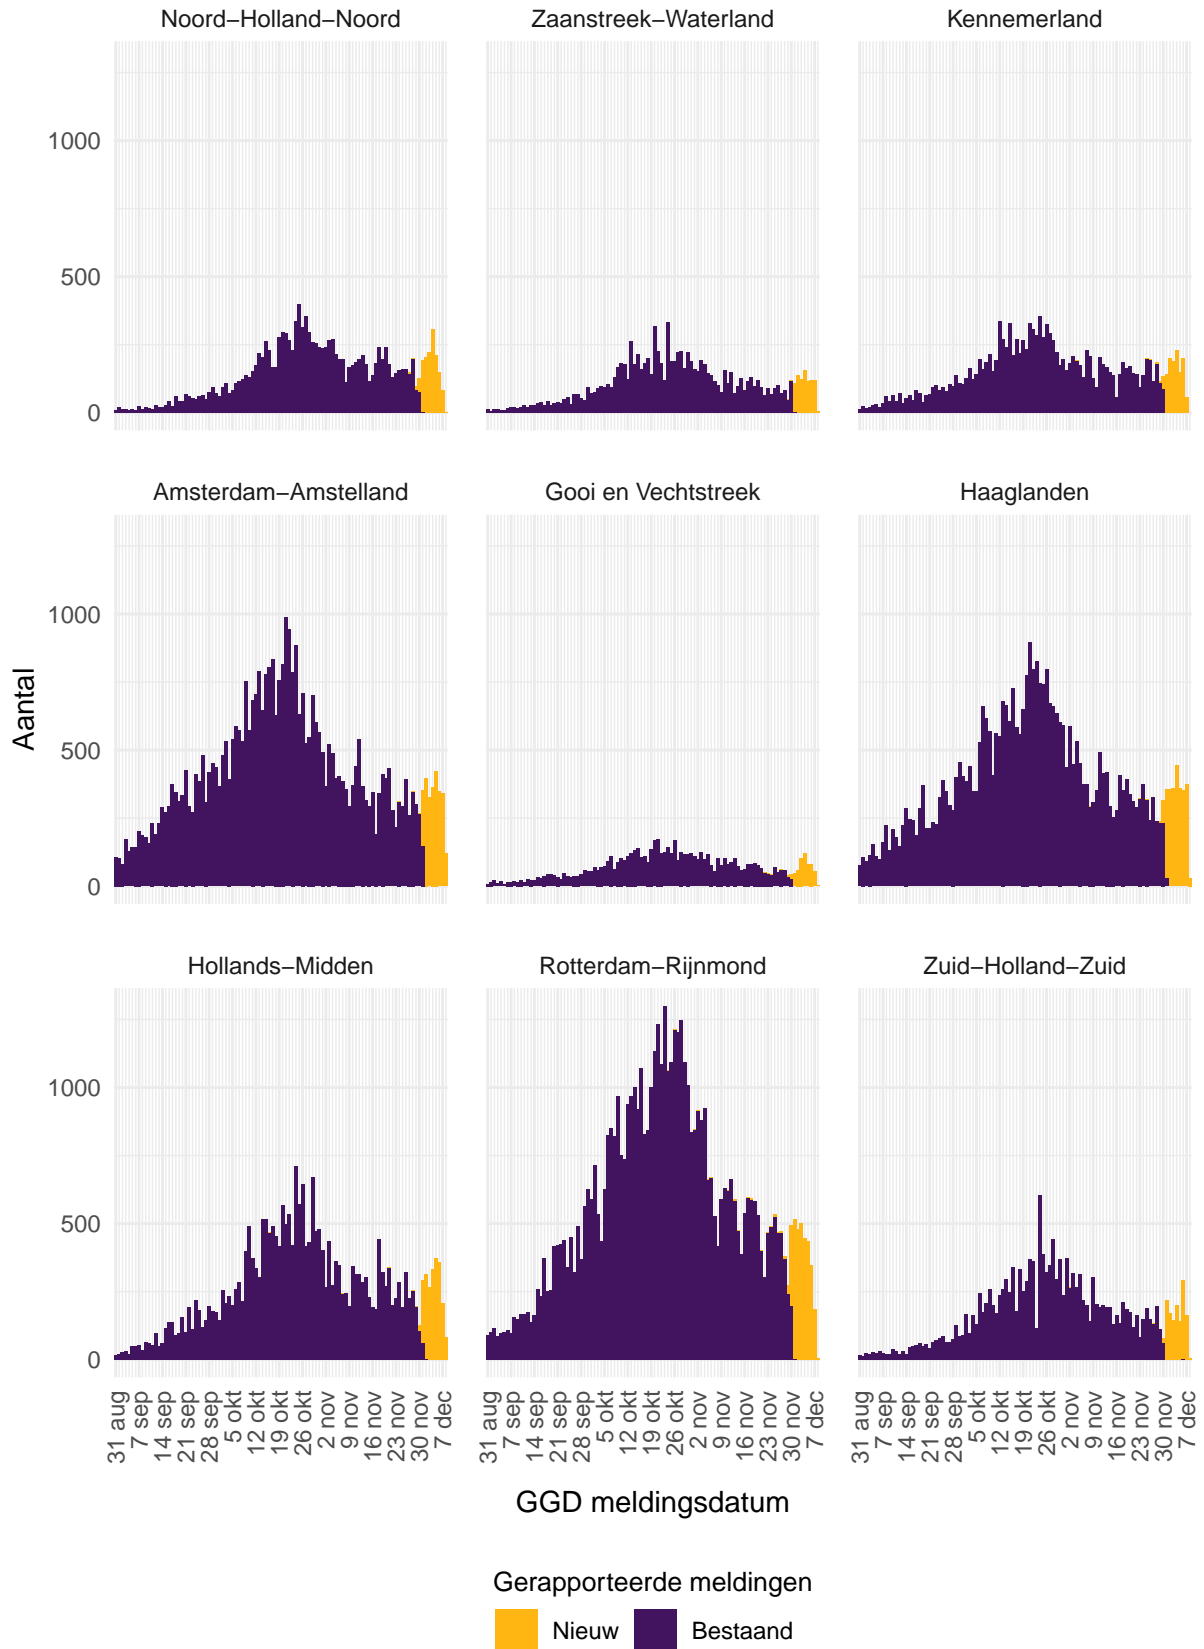 Noord−Holland−Noord
Zaanstreek−Waterland
Kennemerland
1000
500
0
Amsterdam−Amstelland
Gooi en Vechtstreek
Haaglanden
1000
500
0
Aantal
Hollands−Midden
Rotterdam−Rijnmond
Zuid−Holland−Zuid
1000
500
0
31 aug
7 sep
14 sep
21 sep
28 sep
5 okt
12 okt
19 okt
26 okt
2 nov
9 nov
16 nov
23 nov
30 nov
7 dec
31 aug
7 sep
14 sep
21 sep
28 sep
5 okt
12 okt
19 okt
26 okt
2 nov
9 nov
16 nov
23 nov
30 nov
7 dec
31 aug
7 sep
14 sep
21 sep
28 sep
5 okt
12 okt
19 okt
26 okt
2 nov
9 nov
16 nov
23 nov
30 nov
7 dec
GGD meldingsdatum
Gerapporteerde meldingen
Nieuw
Bestaand